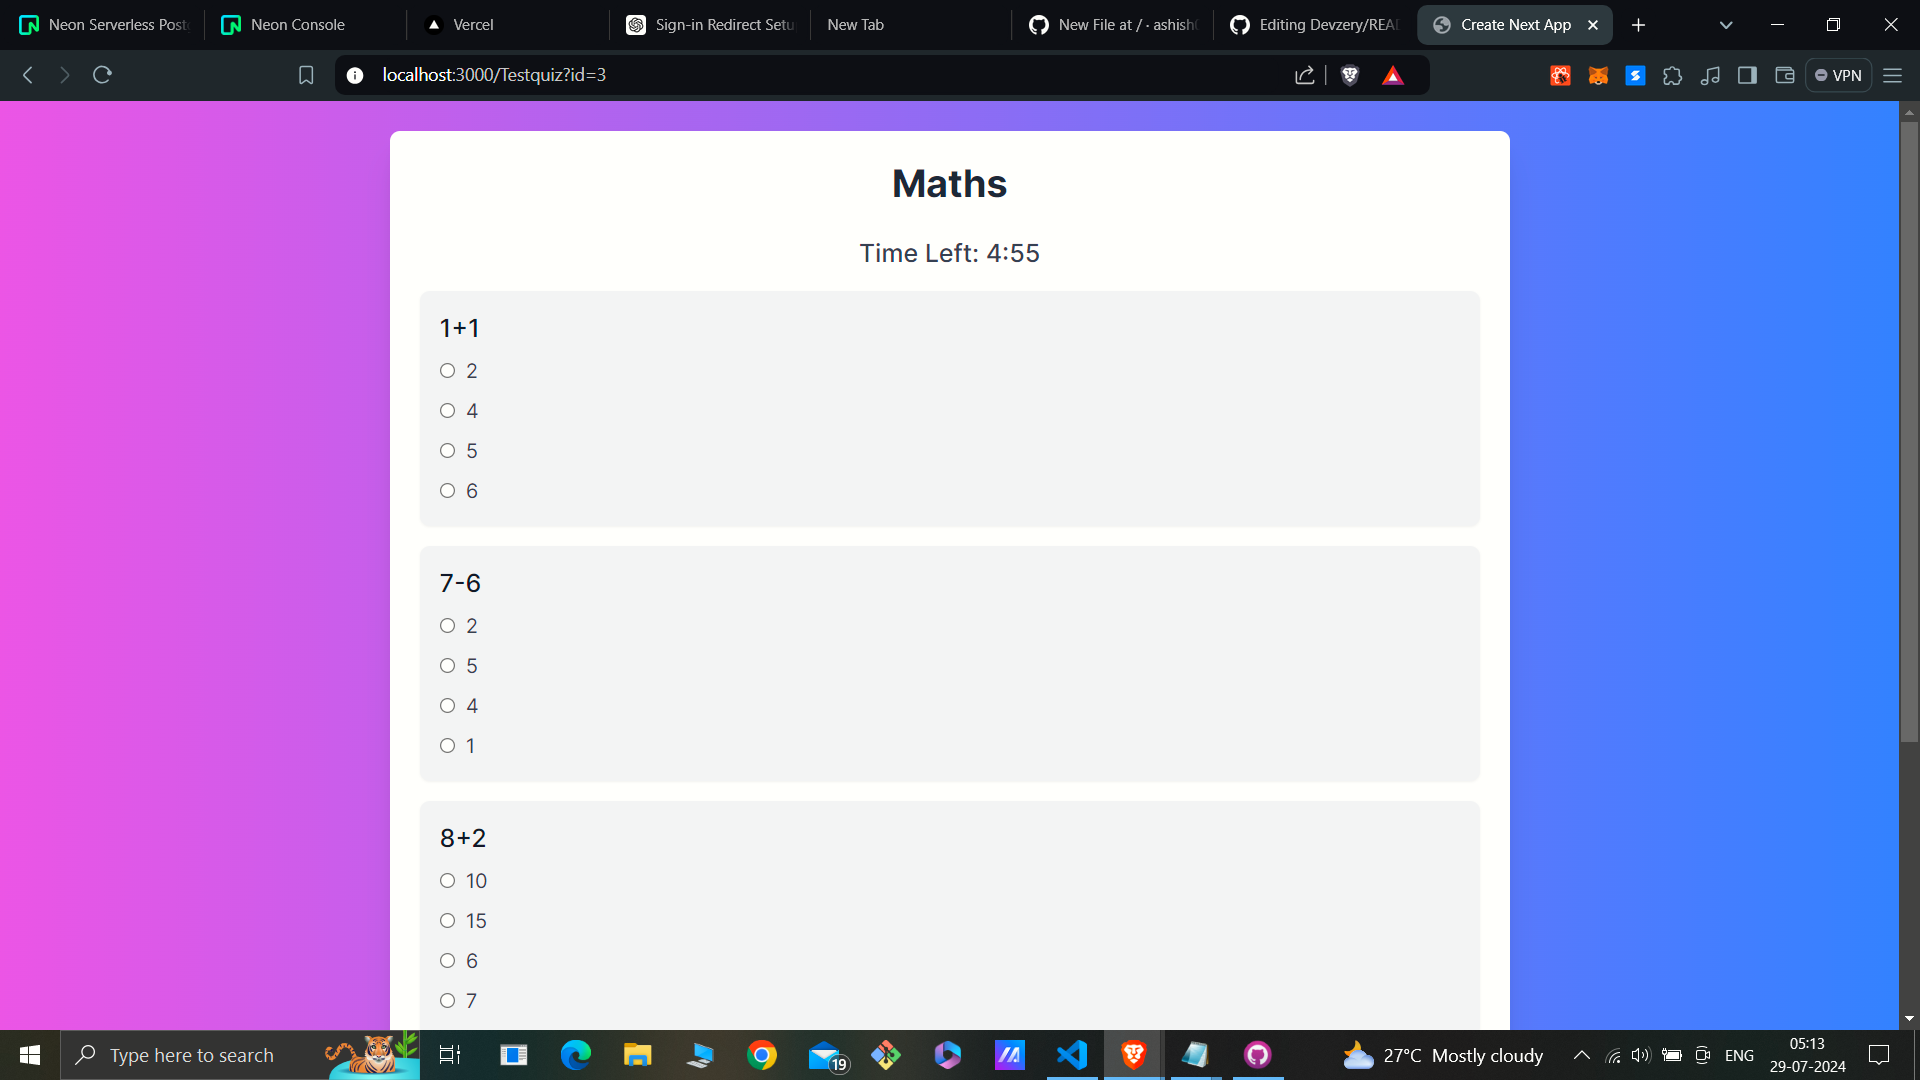 Neon Serverless Post
Neon Console
Vercel
Sign-in Redirect Setu
New Tab
New File at / · ashish
Editing Devzery/REA
Create Next App
localhost:3000/Testquiz?id=3
VPN
Maths
Time Left: 4:55
1+1
2
4
5
6
7-6
2
5
4
1
8+2
10
15
6
7
Type here to search
19
27°C Mostly cloudy
ENG
05:13
29-07-2024